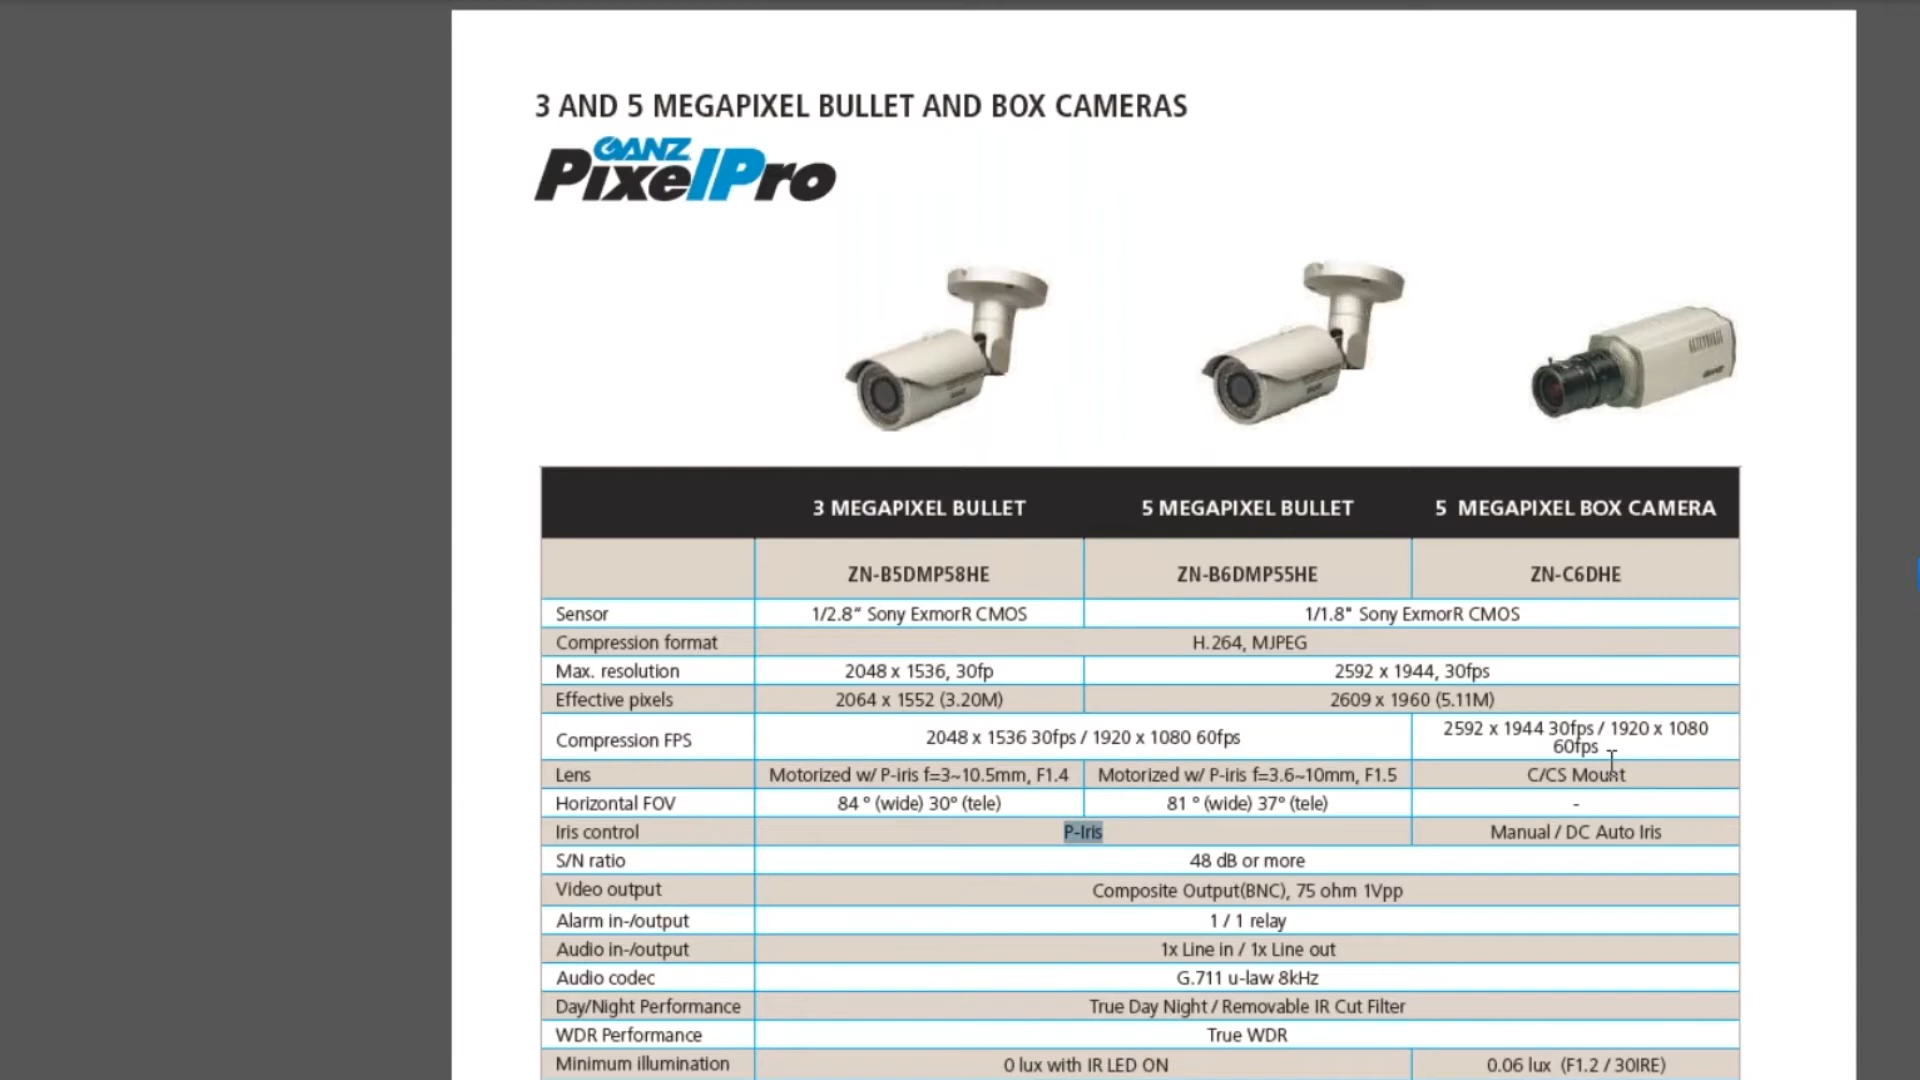 3 AND 5 MEGAPIXEL BULLET AND BOX CAMERAS
GANZ
PixelPro
3 MEGAPIXEL BULLET 5 MEGAPIXEL BULLET 5 MEGAPIXEL BOX CAMERA
ZN-B5DMP58HE ZN-B6DMP55HE ZN-C6DHE
Sensor 1/2.8“ Sony ExmorR CMOS 1/1.8" Sony ExmorR CMOS
Compression format H.264, MJPEG
Max. resolution 2048 x 1536, 30fp 2592 x 1944, 30fps
Effective pixels 2064 x 1552 (3.20M) 2609 x 1960 (5.11M)
Compression FPS 2048 x 1536 30fps / 1920 x 1080 60fps 2592 x 1944 30fps / 1920 x 1080
60fps
Lens Motorized w/ P-iris f=3~10.5mm, F1.4 Motorized w/ P-iris f=3.6~10mm, F1.5 C/CS Mount
Horizontal FOV 84 ° (wide) 30° (tele) 81 ° (wide) 37° (tele) -
Iris control P-Iris Manual / DC Auto Iris
S/N ratio 48 dB or more
Video output Composite Output(BNC), 75 ohm 1Vpp
Alarm in-/output 1 / 1 relay
Audio in-/output 1x Line in / 1x Line out
Audio codec G.711 u-law 8kHz
Day/Night Performance True Day Night / Removable IR Cut Filter
WDR Performance True WDR
Minimum illumination 0 lux with IR LED ON 0.06 lux (F1.2 / 30IRE)